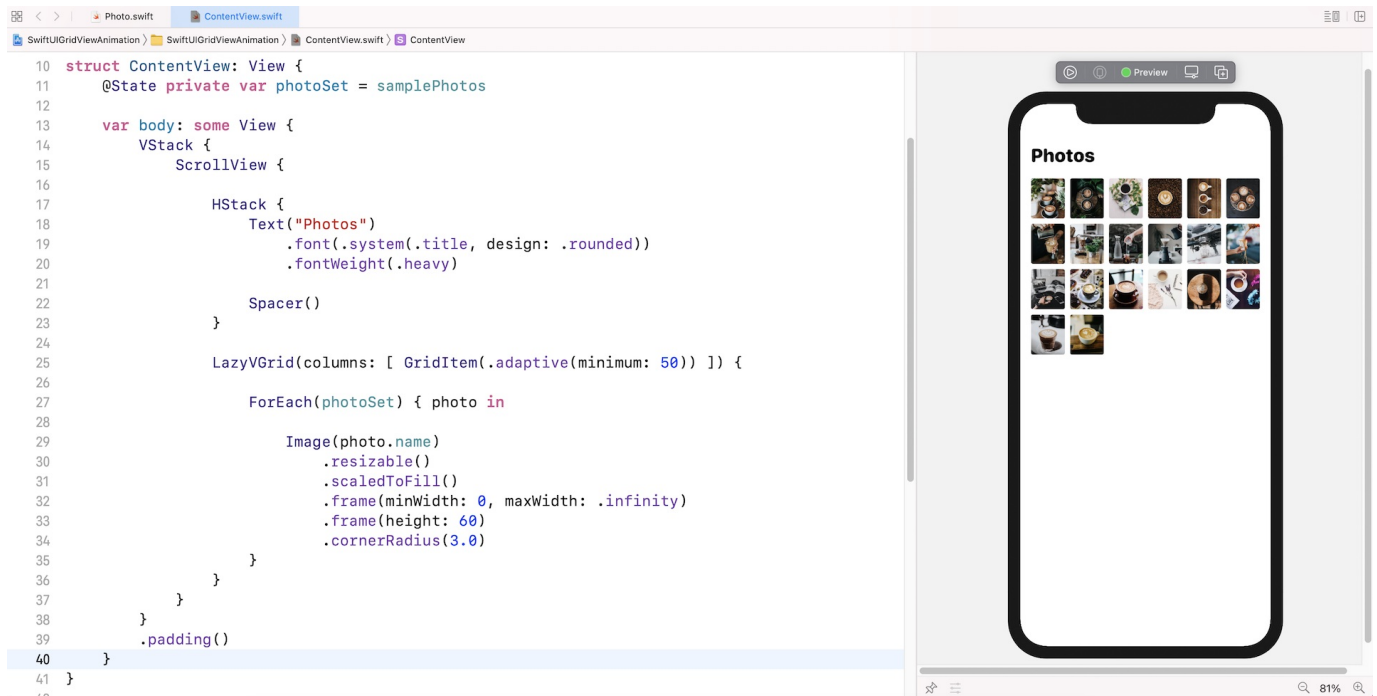 Photo.swift
ContentView.swift
SwiftUIGridViewAnimation
SwiftUIGridViewAnimation
ContentView.swift
S ContentView
10 struct ContentView: View {
11 @State private var photoSet = samplePhotos
12
13 var body: some View {
14 VStack {
15 ScrollView {
16
17 HStack {
18 Text("Photos")
19 .font(.system(.title, design: .rounded))
20 .fontWeight(.heavy)
21
22 Spacer()
23 }
24
25 LazyVGrid(columns: [ GridItem(.adaptive(minimum: 50)) ]) {
26
27 ForEach(photoSet) { photo in
28
29 Image(photo.name)
30 .resizable()
31 .scaledToFill()
32 .frame(minWidth: 0, maxWidth: .infinity)
33 .frame(height: 60)
34 .cornerRadius(3.0)
35 }
36 }
37 }
38 }
39 .padding()
40 }
41 }
Preview
Photos
81%